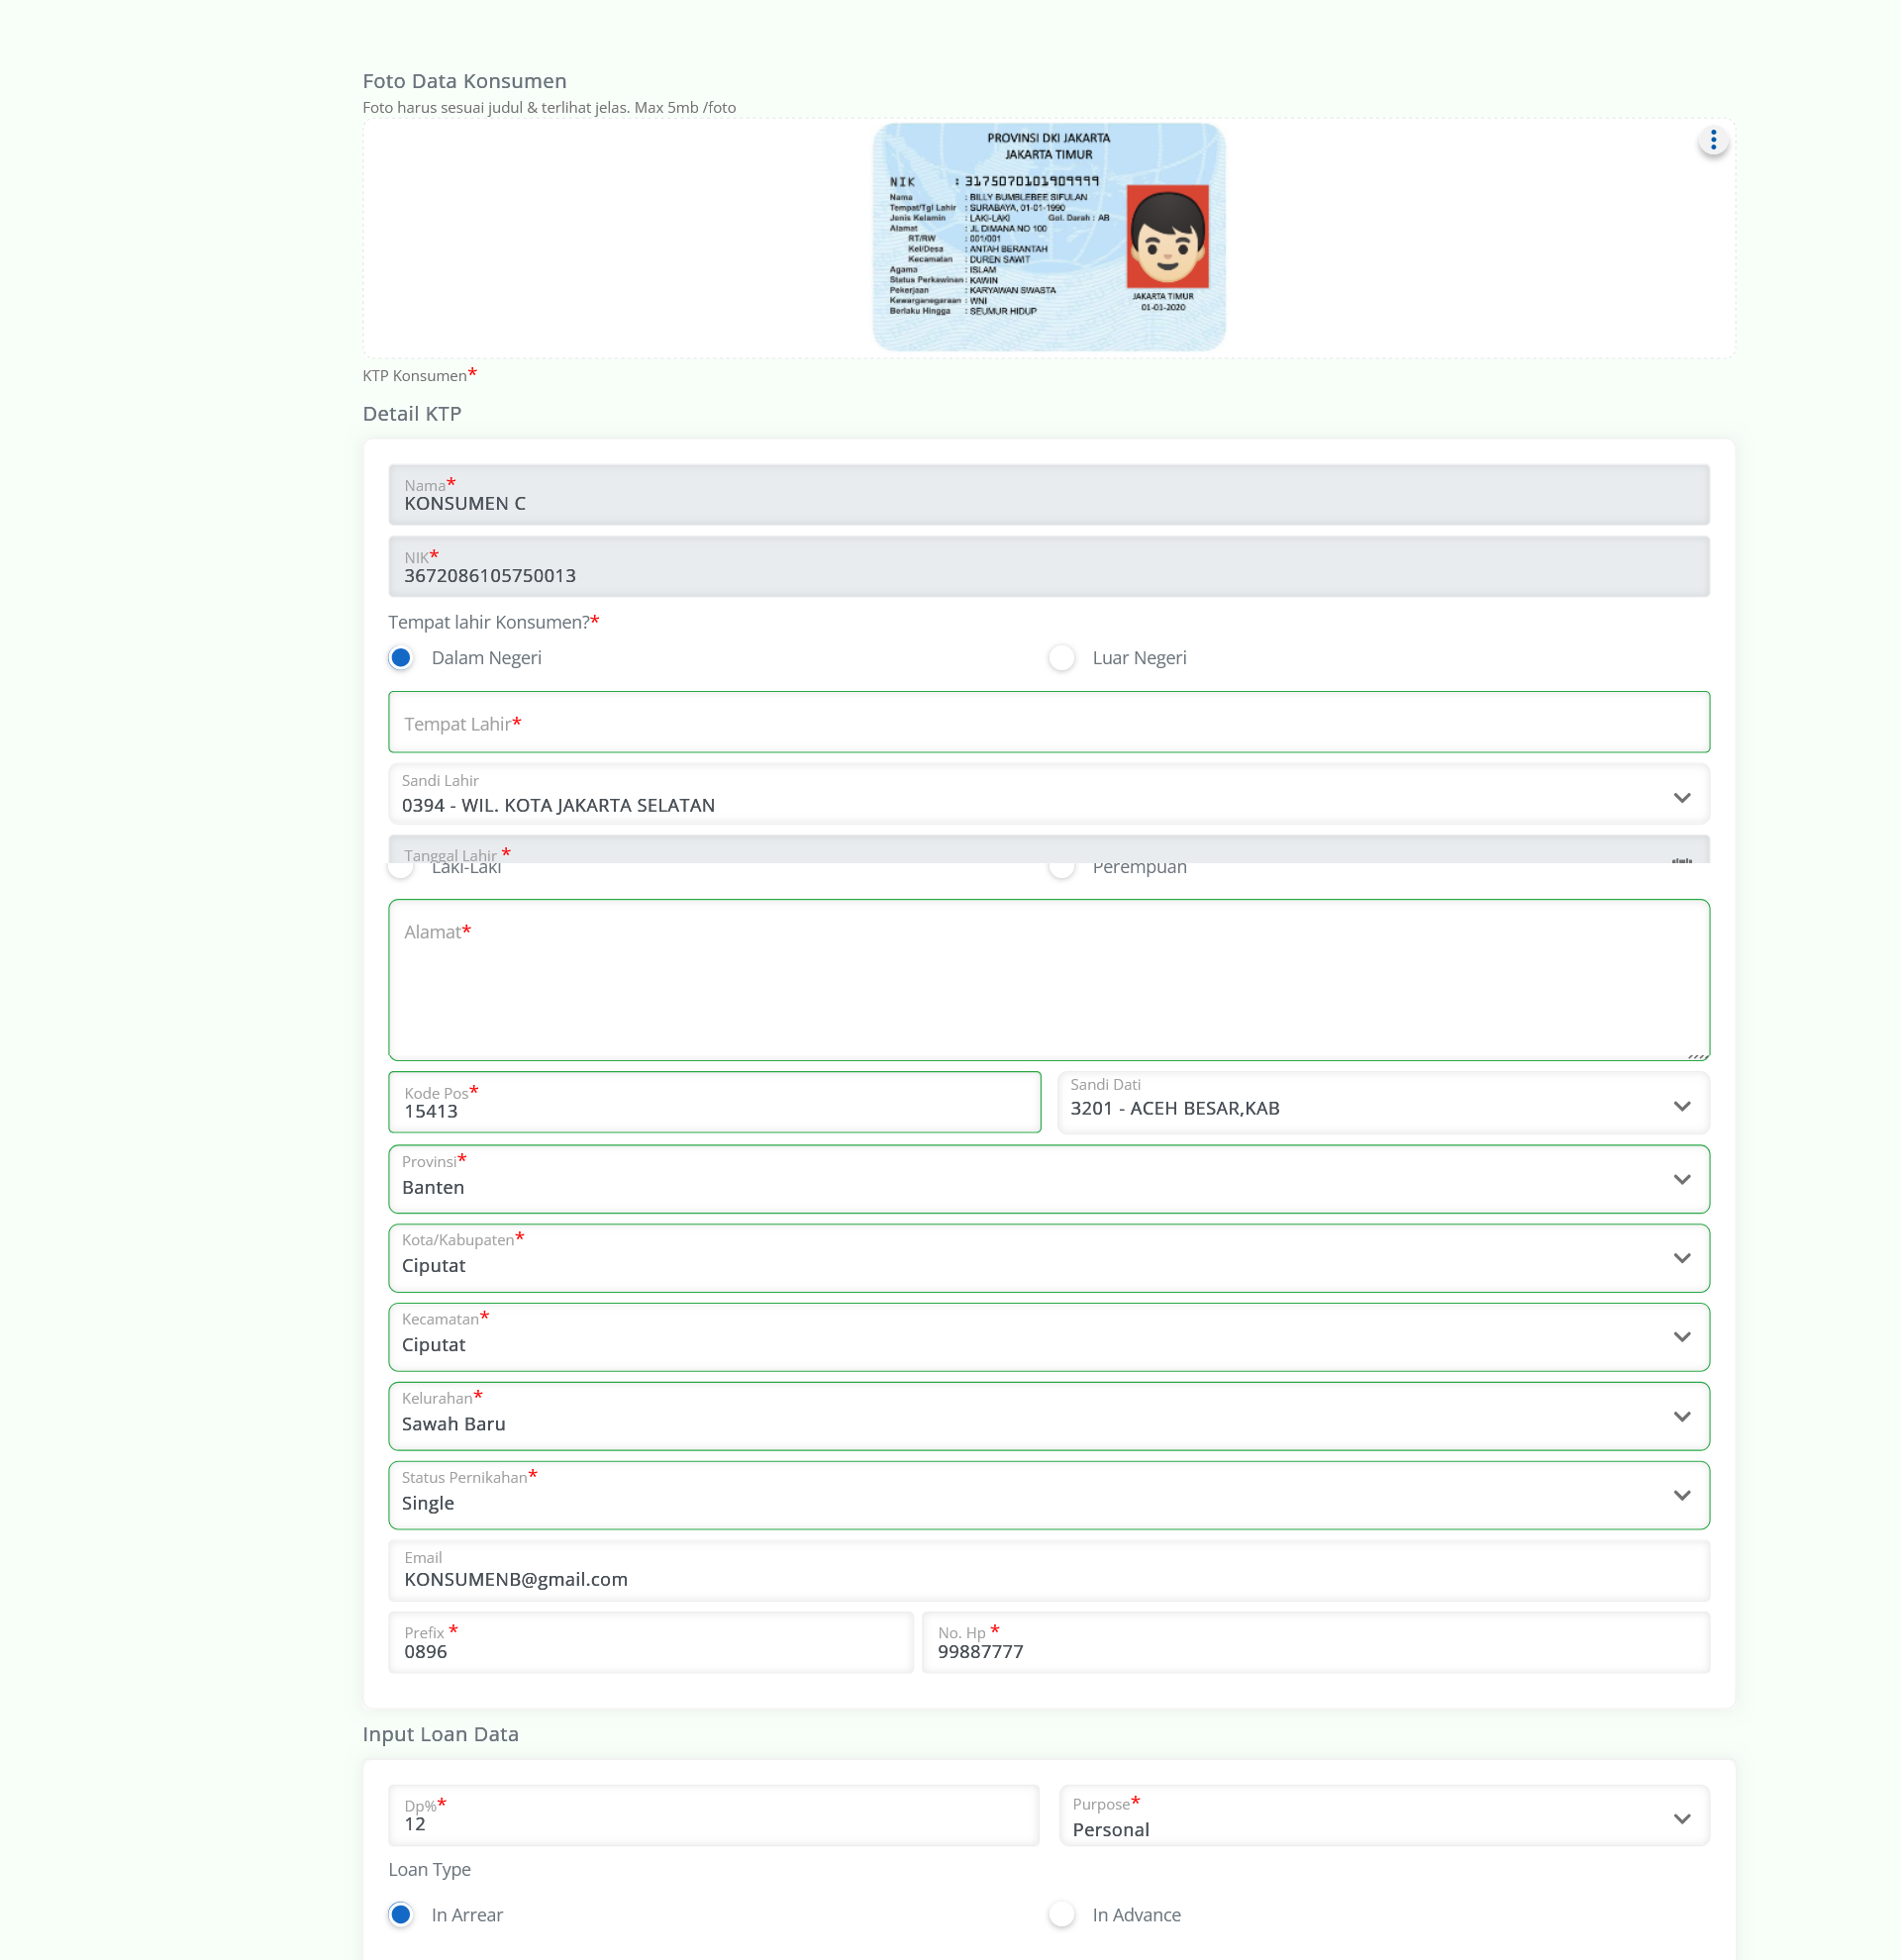 Foto Data Konsumen
Foto harus sesuai judul & terlihat jelas. Max 5mb /foto
PROVINSI DKI JAKARTA
JAKARTA TIMUR
NIK : 3175070101909999
Nama : BILLY BUMBLEBEE SIFULAN
Tempat/Tgl Lahir : SURABAYA, 01-01-1990
Jenis Kelamin : LAKI-LAKI Gol. Darah : AB
Alamat : JL DIMANA NO 100
RT/RW : 001/001
Kel/Desa : ANTAH BERANTAH
Kecamatan : DUREN SAWIT
Agama : ISLAM
Status Perkawinan : KAWIN
Pekerjaan : KARYAWAN SWASTA
Kewarganegaraan : WNI
Berlaku Hingga : SEUMUR HIDUP
JAKARTA TIMUR
01-01-2020
KTP Konsumen*
Detail KTP
Nama*
KONSUMEN C
NIK*
3672086105750013
Tempat lahir Konsumen?*
Dalam Negeri Luar Negeri
Tempat Lahir*
Sandi Lahir
0394 - WIL. KOTA JAKARTA SELATAN
Tanggal Lahir *
Laki-Laki Perempuan
Alamat*
Kode Pos*
15413
Sandi Dati
3201 - ACEH BESAR,KAB
Provinsi*
Banten
Kota/Kabupaten*
Ciputat
Kecamatan*
Ciputat
Kelurahan*
Sawah Baru
Status Pernikahan*
Single
Email
KONSUMENB@gmail.com
Prefix *
0896
No. Hp *
99887777
Input Loan Data
Dp%*
12
Purpose*
Personal
Loan Type
In Arrear In Advance